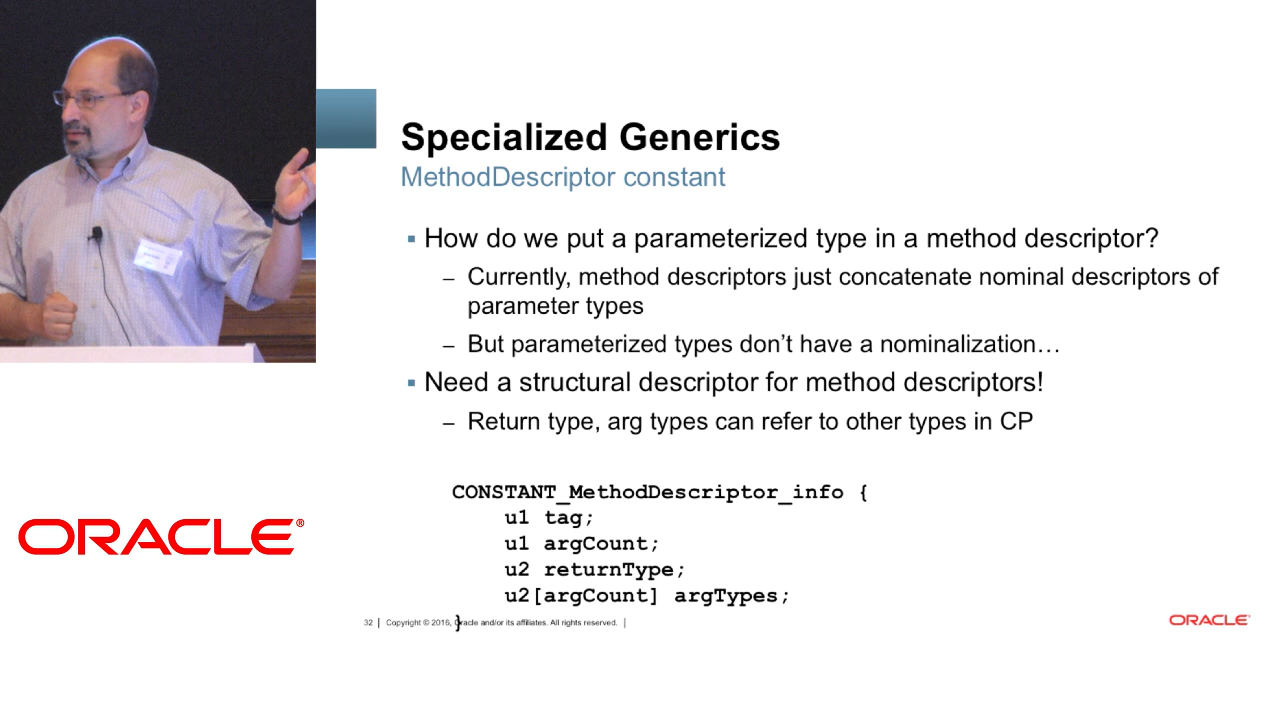 Specialized Generics
MethodDescriptor constant
▪ How do we put a parameterized type in a method descriptor?
– Currently, method descriptors just concatenate nominal descriptors of
parameter types
– But parameterized types don’t have a nominalization…
▪ Need a structural descriptor for method descriptors!
– Return type, arg types can refer to other types in CP
CONSTANT_MethodDescriptor_info {
u1 tag;
u1 argCount;
u2 returnType;
u2[argCount] argTypes;
}
ORACLE®
32 | Copyright © 2016, Oracle and/or its affiliates. All rights reserved. |
ORACLE®